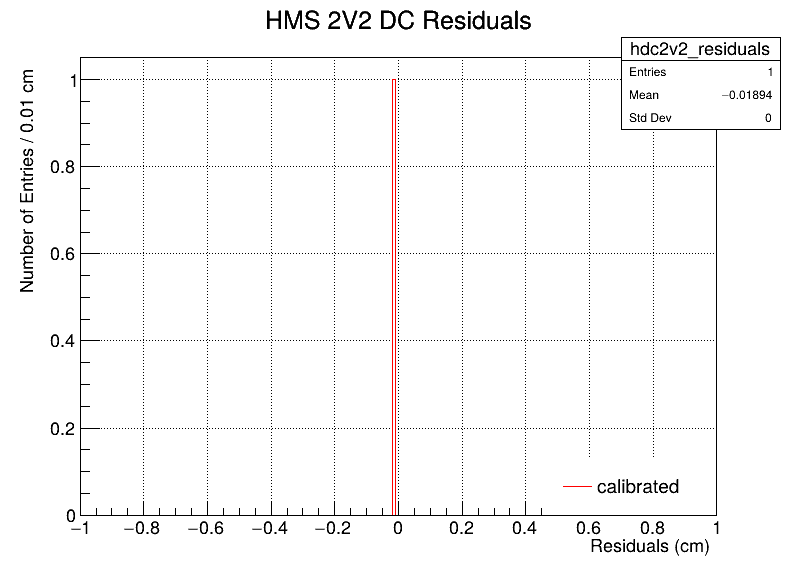 HMS 2V2 DC Residuals
hdc2v2_residuals
Entries 1
Mean −0.01894
Std Dev 0
Number of Entries / 0.01 cm
1
0.8
0.6
0.4
0.2
0
−1 −0.8 −0.6 −0.4 −0.2 0 0.2 0.4 0.6 0.8 1
calibrated
Residuals (cm)